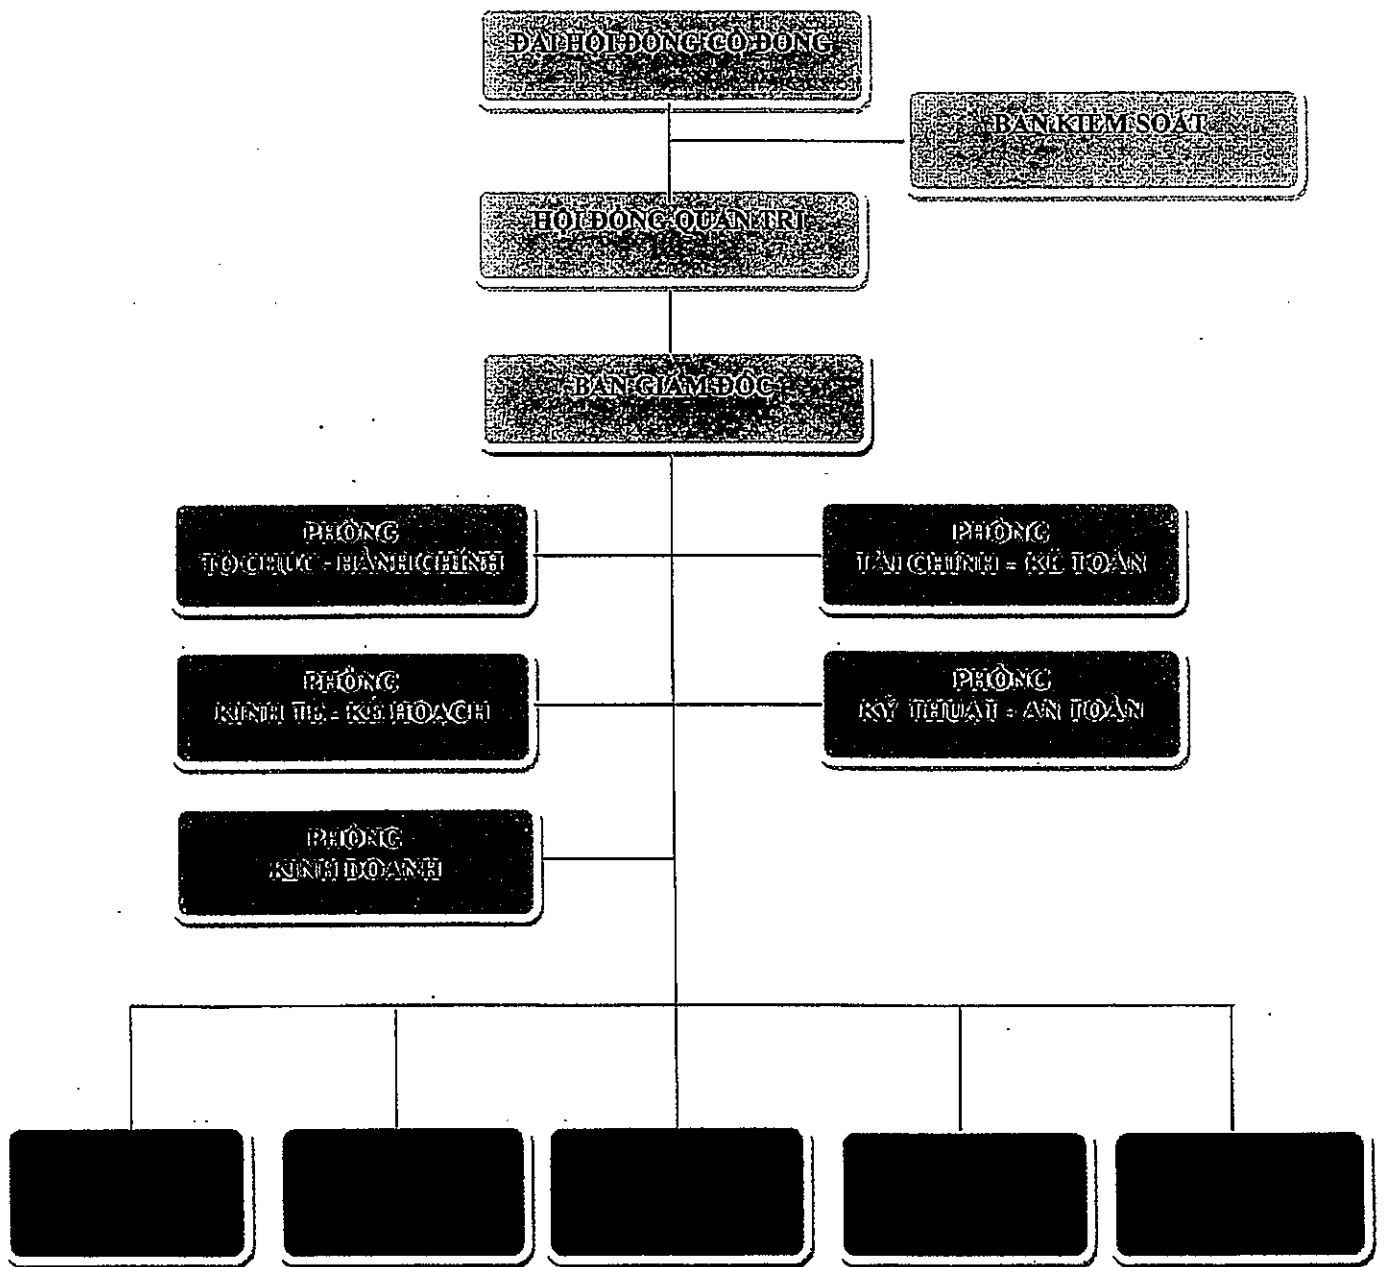 ĐẠI HỘI ĐỒNG CỔ ĐÔNG
BAN KIỂM SOÁT
HỘI ĐỒNG QUẢN TRỊ
BAN GIÁM ĐỐC
PHÒNG
TỔ CHỨC - HÀNH CHÍNH
PHÒNG
TÀI CHÍNH - KẾ TOÁN
PHÒNG
KINH TẾ - KẾ HOẠCH
PHÒNG
KỸ THUẬT - AN TOÀN
PHÒNG
KINH DOANH